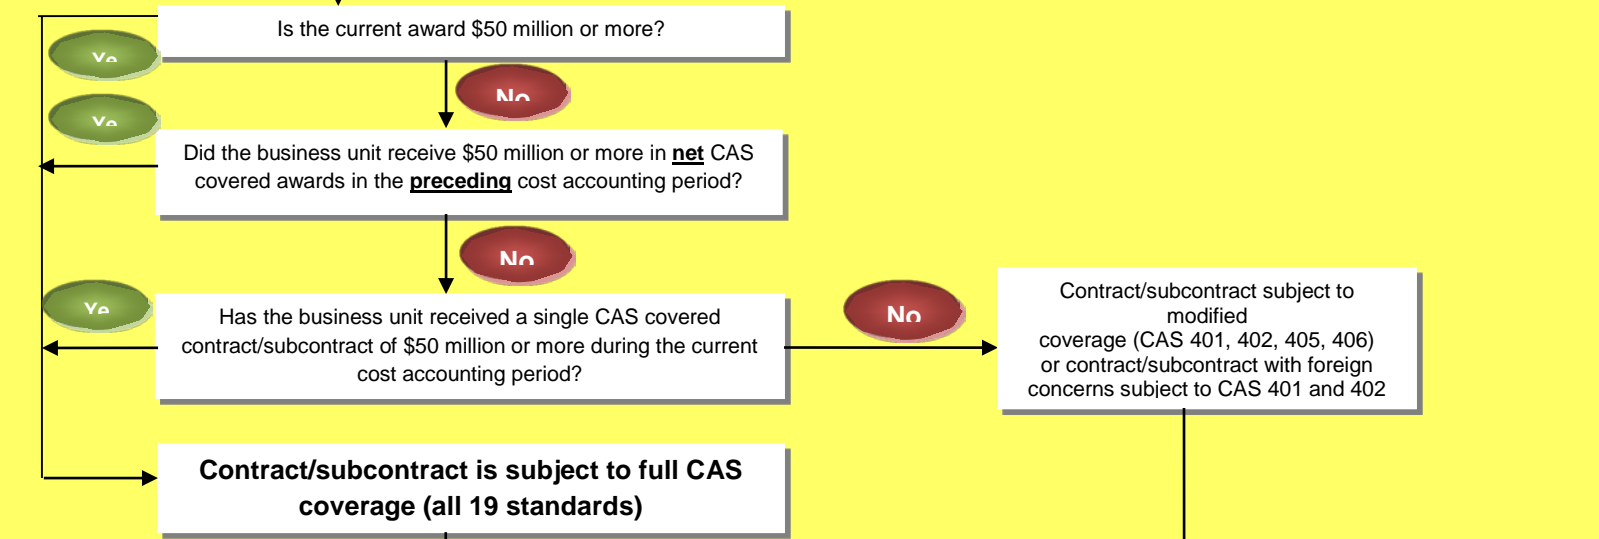 Is the current award $50 million or more?
Ye
No
Ye
Did the business unit receive $50 million or more in net CAS
covered awards in the preceding cost accounting period?
No
Ye
Has the business unit received a single CAS covered
contract/subcontract of $50 million or more during the current
cost accounting period?
No
Contract/subcontract subject to
modified
coverage (CAS 401, 402, 405, 406)
or contract/subcontract with foreign
concerns subject to CAS 401 and 402
Contract/subcontract is subject to full CAS
coverage (all 19 standards)